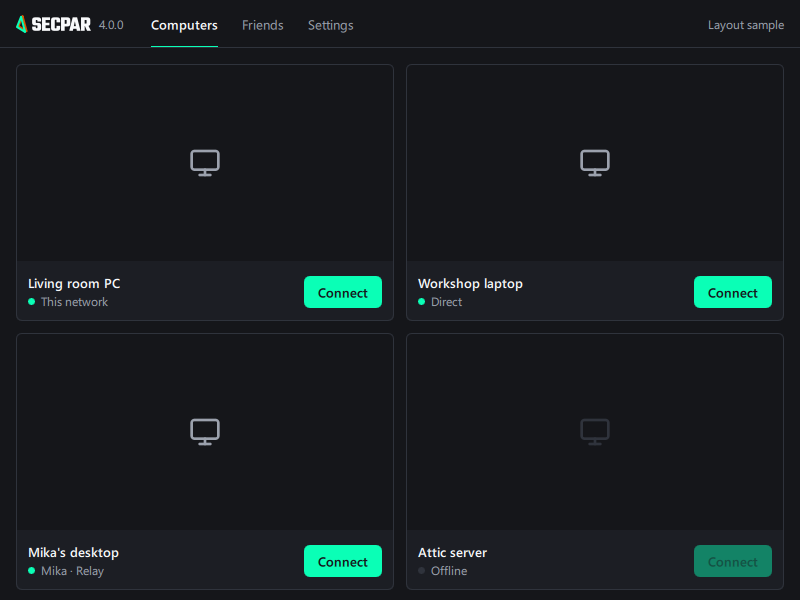 SECPAR 4.0.0 Computers Friends Settings Layout sample
Living room PC
This network
Connect
Workshop laptop
Direct
Connect
Mika's desktop
Mika · Relay
Connect
Attic server
Offline
Connect